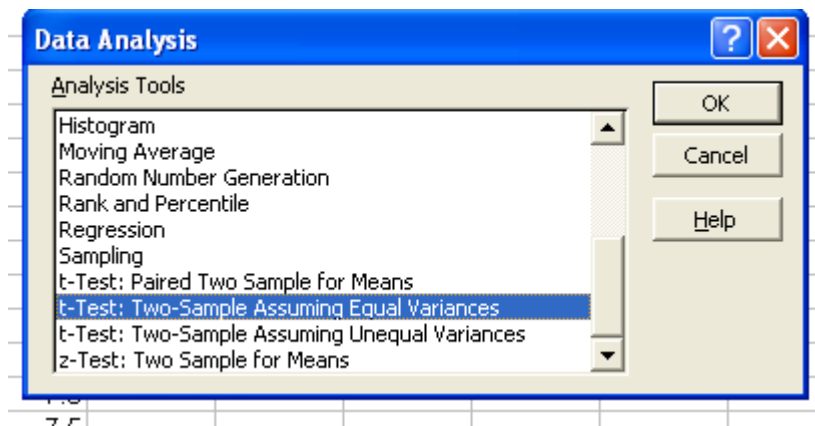 Data Analysis
Analysis Tools
Histogram
Moving Average
Random Number Generation
Rank and Percentile
Regression
Sampling
t-Test: Paired Two Sample for Means
t-Test: Two-Sample Assuming Equal Variances
t-Test: Two-Sample Assuming Unequal Variances
z-Test: Two Sample for Means
OK
Cancel
Help